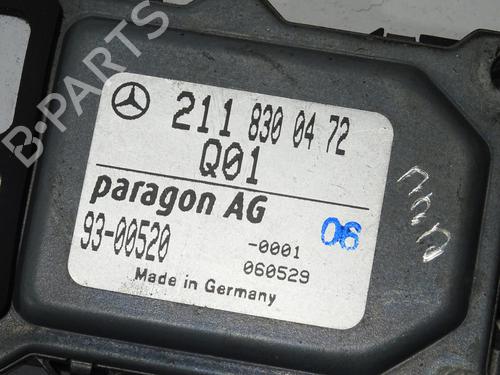 B-PARTS
211 830 04 72
Q01
paragon AG
93-00520
-0001
06
060529
Made in Germany